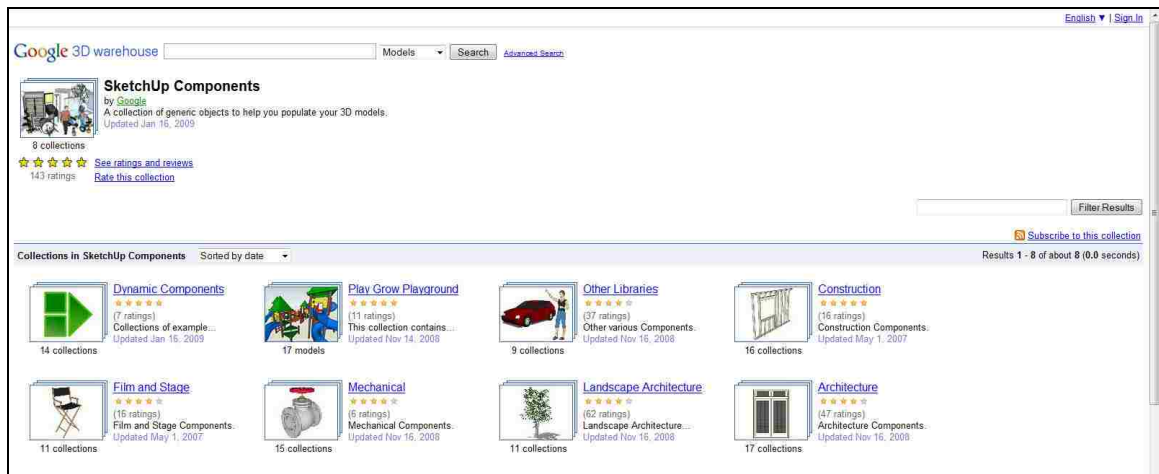 English ▼ | Sign In
Google 3D warehouse Models Search Advanced Search
SketchUp Components
by Google
A collection of generic objects to help you populate your 3D models.
Updated Jan 16, 2009
8 collections
See ratings and reviews
143 ratings Rate this collection
Filter Results
Subscribe to this collection
Collections in SketchUp Components Sorted by date Results 1 - 8 of about 8 (0.0 seconds)
Dynamic Components
(7 ratings)
Collections of example...
Updated Jan 16, 2009
14 collections
Play Grow Playground
(11 ratings)
This collection contains...
Updated Nov 14, 2008
17 models
Other Libraries
(37 ratings)
Other various Components.
Updated Nov 16, 2008
9 collections
Construction
(16 ratings)
Construction Components.
Updated May 1, 2007
16 collections
Film and Stage
(16 ratings)
Film and Stage Components.
Updated May 1, 2007
11 collections
Mechanical
(6 ratings)
Mechanical Components.
Updated Nov 16, 2008
15 collections
Landscape Architecture
(62 ratings)
Landscape Architecture...
Updated Nov 16, 2008
11 collections
Architecture
(47 ratings)
Architecture Components.
Updated Nov 16, 2008
17 collections